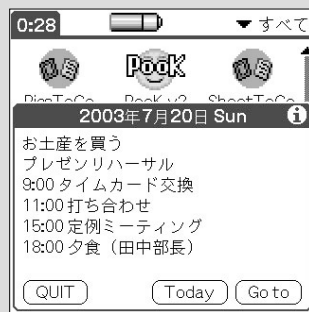 0:28
▼すべて
PooK
PooK v2
2003年7月20日 Sun
お土産を買う
プレゼンリハーサル
9:00 タイムカード交換
11:00 打ち合わせ
15:00 定例ミーティング
18:00 夕食（田中部長）
QUIT Today Go to